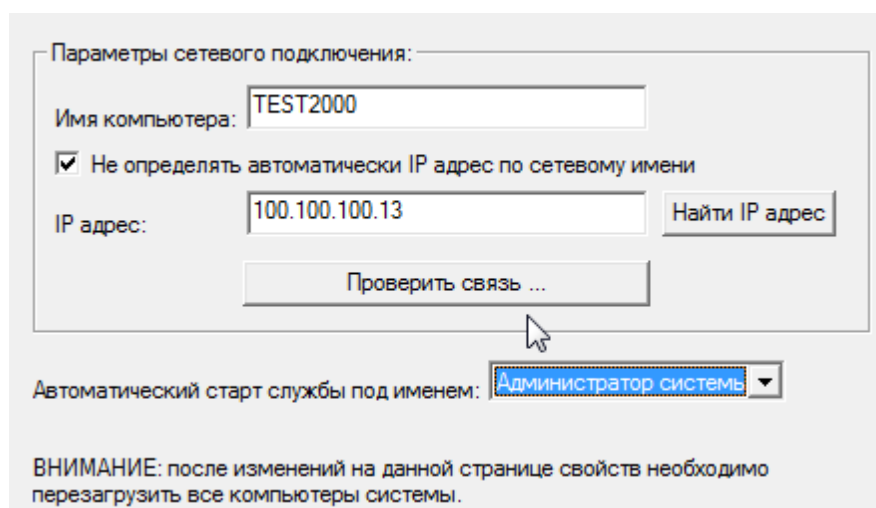 Параметры сетевого подключения:
Имя компьютера: TEST2000
Не определять автоматически IP адрес по сетевому имени
IP адрес: 100.100.100.13 Найти IP адрес
Проверить связь ...
Автоматический старт службы под именем: Администратор системы
ВНИМАНИЕ: после изменений на данной странице свойств необходимо
перезагрузить все компьютеры системы.